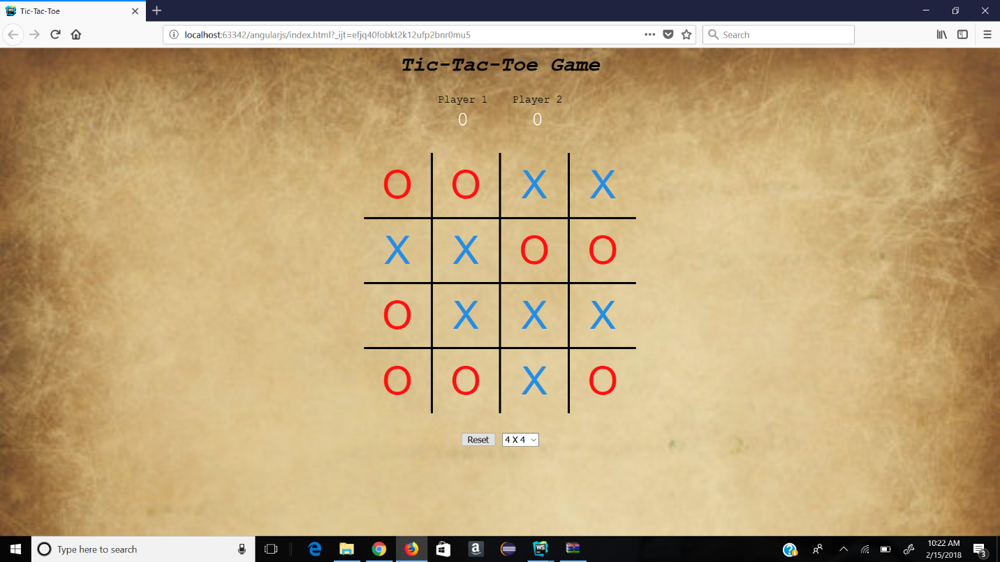 Tic-Tac-Toe
localhost:63342/angularjs/index.html?_ijt=efjq40fobkt2k12ufp2bnr0mu5
Search
Tic-Tac-Toe Game
Player 1 Player 2
0 0
O O X X
X X O O
O X X X
O O X O
Reset 4 X 4
Type here to search
10:22 AM
2/15/2018
3